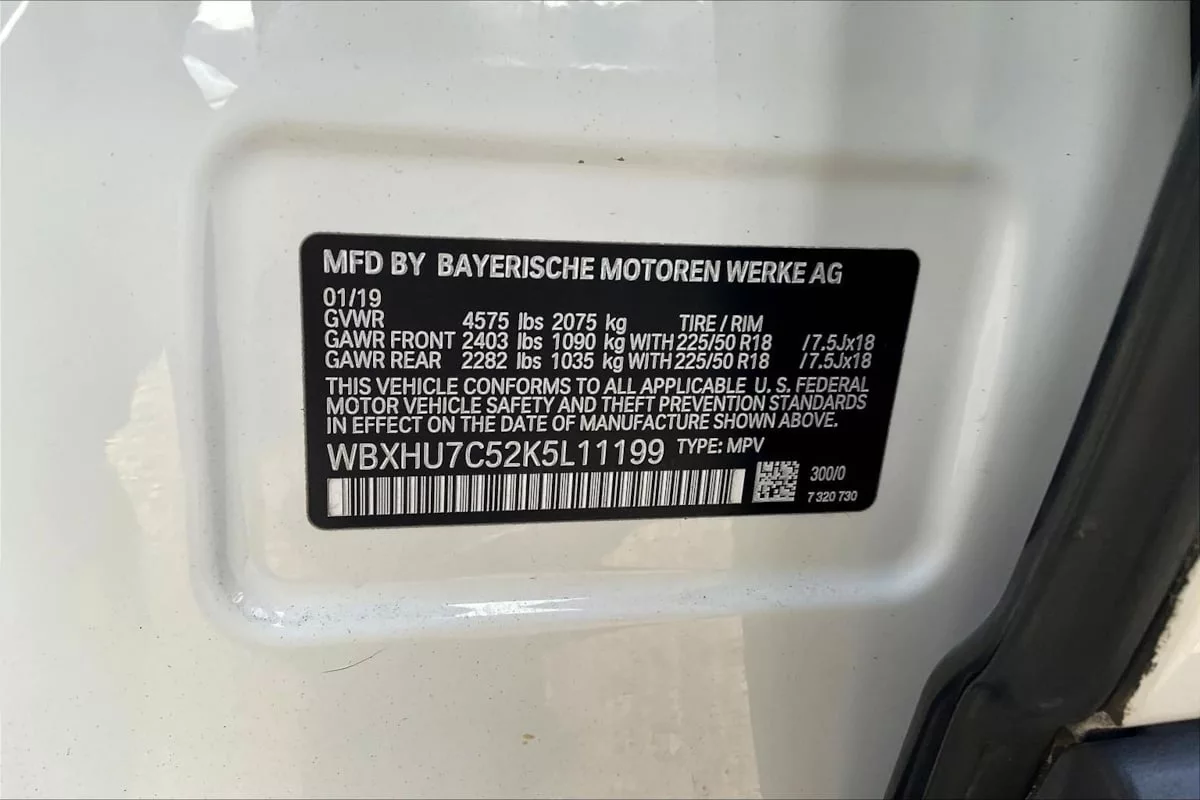 MFD BY BAYERISCHE MOTOREN WERKE AG
01/19
GVWR 4575 lbs 2075 kg TIRE / RIM
GAWR FRONT 2403 lbs 1090 kg WITH 225/50 R18 /7.5Jx18
GAWR REAR 2282 lbs 1035 kg WITH 225/50 R18 /7.5Jx18
THIS VEHICLE CONFORMS TO ALL APPLICABLE U. S. FEDERAL
MOTOR VEHICLE SAFETY AND THEFT PREVENTION STANDARDS
IN EFFECT ON THE DATE OF MANUFACTURE SHOWN ABOVE.
WBXHU7C52K5L11199 TYPE: MPV
300/0
7 320 730